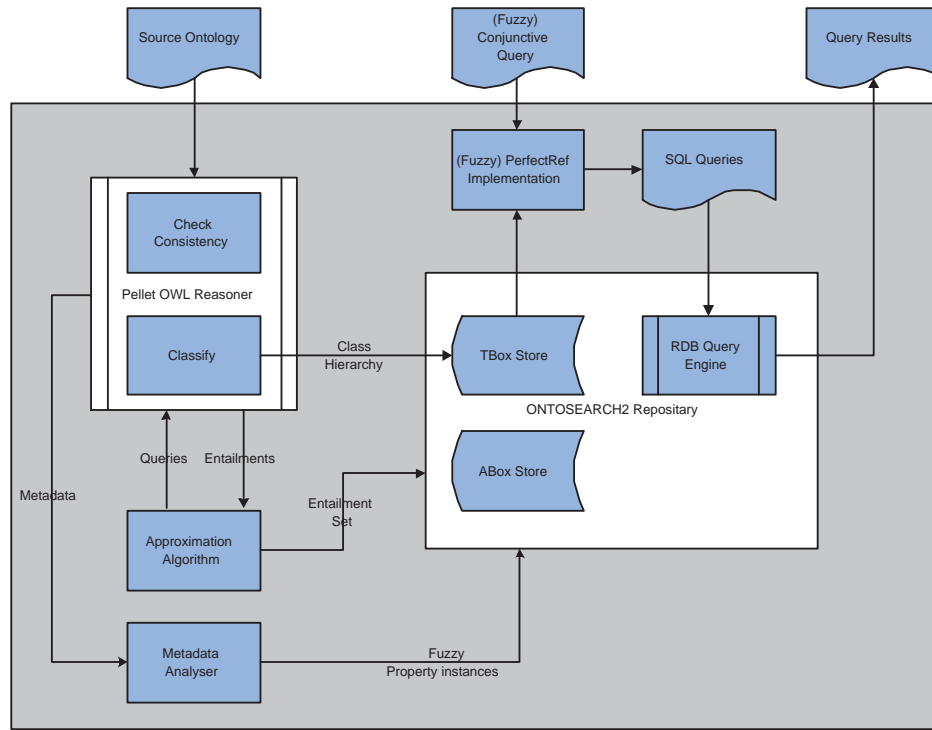 Source Ontology
(Fuzzy)
Conjunctive
Query
Query Results
(Fuzzy) PerfectRef
Implementation
SQL Queries
Check
Consistency
Pellet OWL Reasoner
Classify
Class
Hierarchy
TBox Store
RDB Query
Engine
ONTOSEARCH2 Repositary
ABox Store
Queries
Entailments
Metadata
Entailment
Set
Approximation
Algorithm
Metadata
Analyser
Fuzzy
Property instances